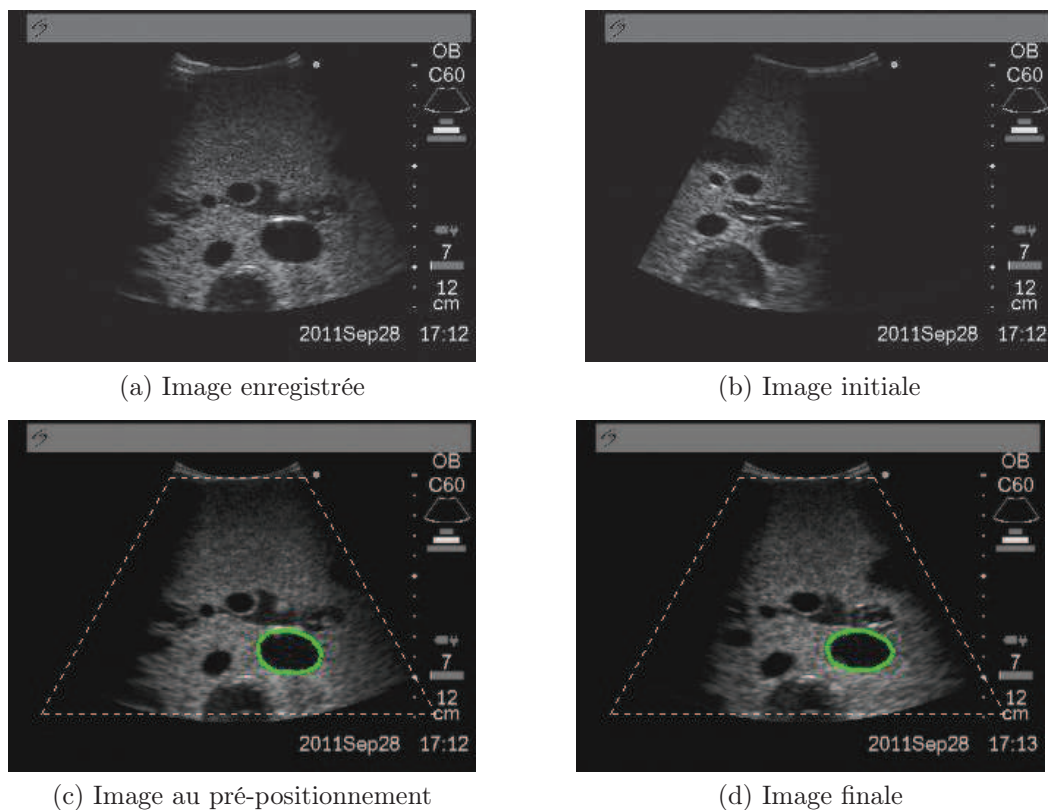 OB
C60
7
12
cm
2011Sep28 17:12
(a) Image enregistrée
OB
C60
7
12
cm
2011Sep28 17:12
(b) Image initiale
OB
C60
7
12
cm
2011Sep28 17:12
(c) Image au pré-positionnement
OB
C60
7
12
cm
2011Sep28 17:13
(d) Image finale